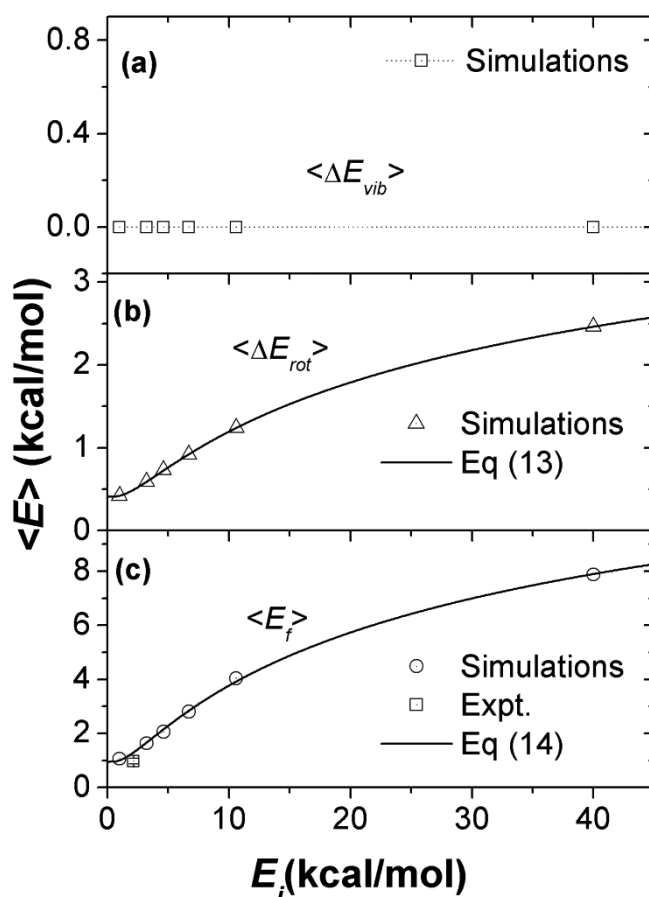 (a)
Simulations
<ΔE_vib>
0.8
0.4
0.0
(b)
<ΔE_rot>
Simulations
Eq (13)
3
2
1
0
(c)
<E_f>
Simulations
Expt.
Eq (14)
8
6
4
2
0
0 10 20 30 40
<E> (kcal/mol)
E_i(kcal/mol)